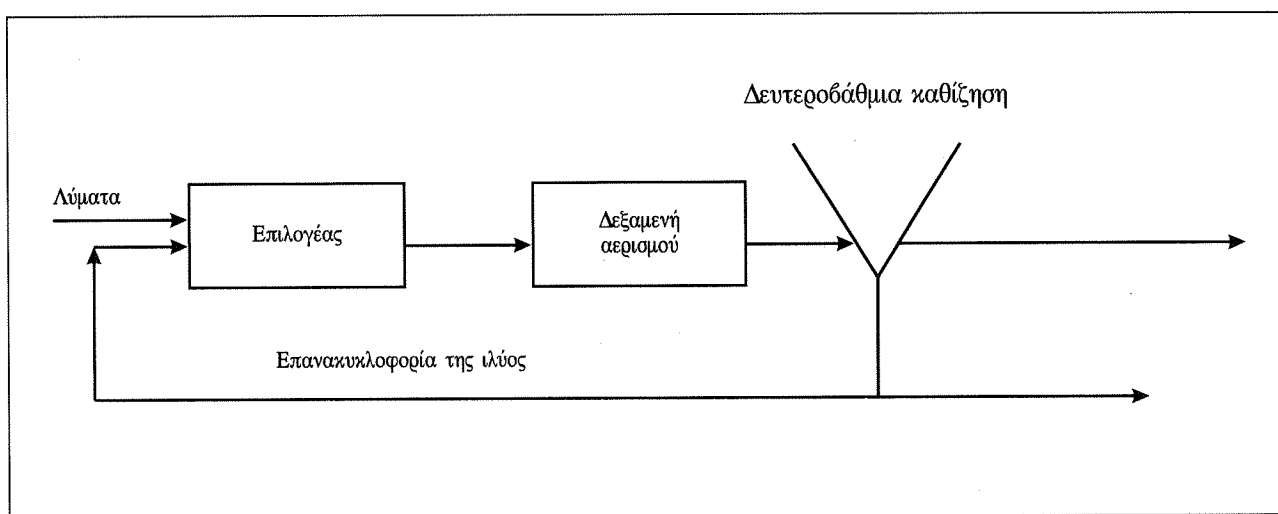 Δευτεροβάθμια καθίζηση
Λύματα
Επιλογέας
Δεξαμενή
αερισμού
Επανακυκλοφορία της ιλύος